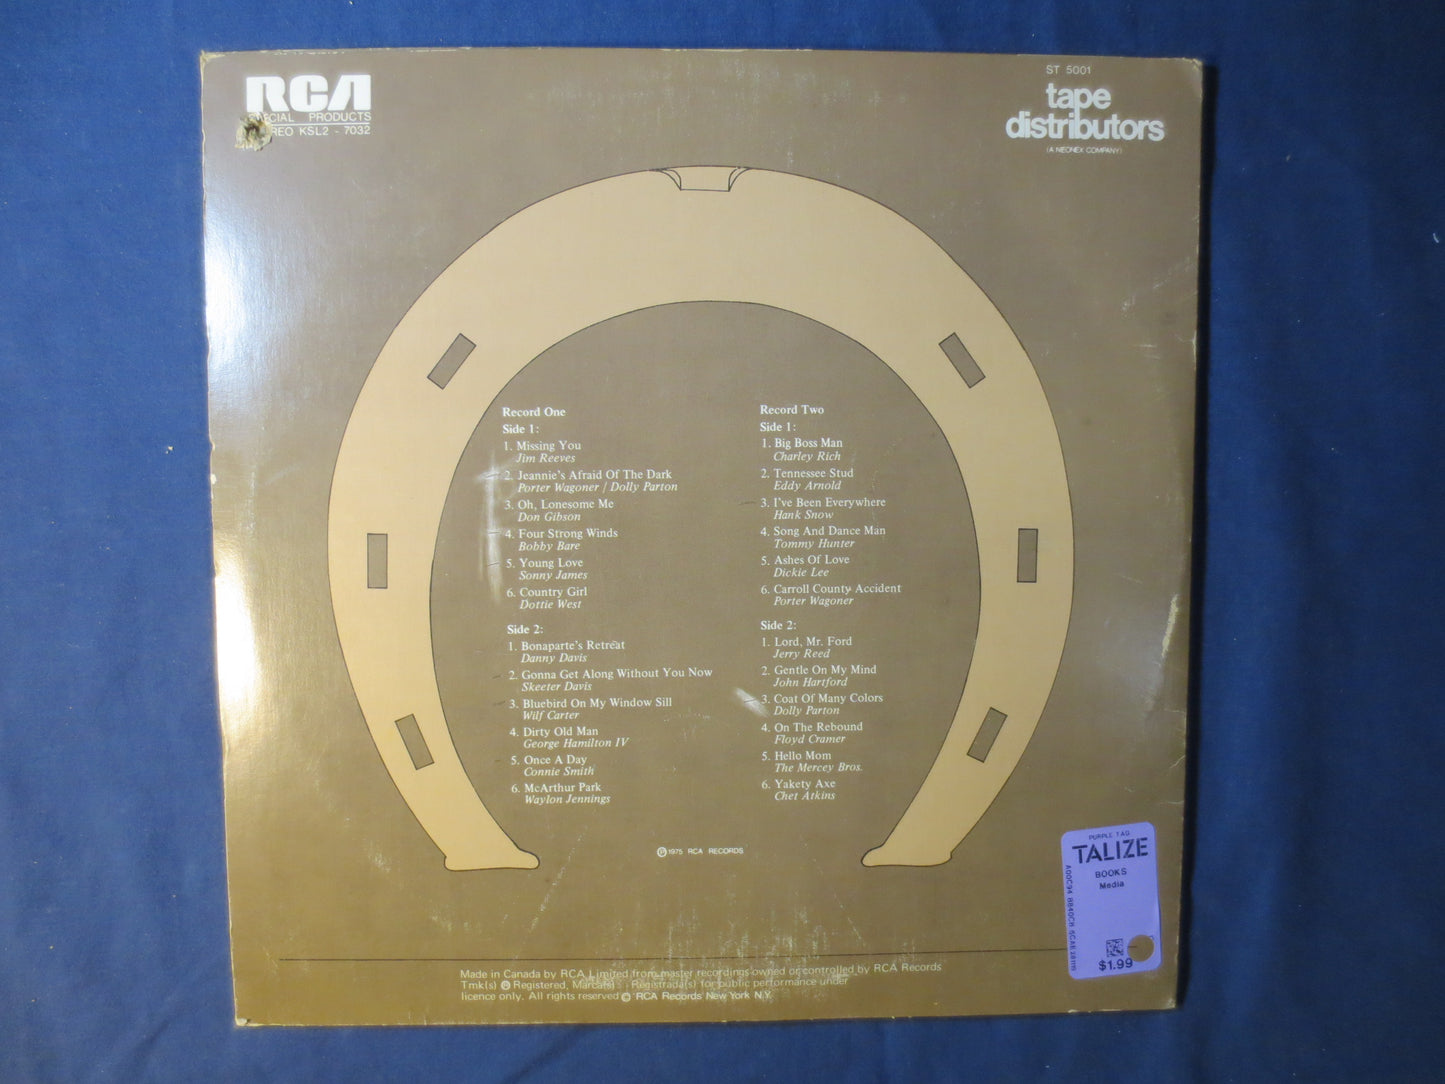 RCA
SPECIAL PRODUCTS
STEREO KSL2 - 7032
ST 5001
tape
distributors
(A NEONEX COMPANY)
Record One
Side 1:
1. Missing You
Jim Reeves
2. Jeannie's Afraid Of The Dark
Porter Wagoner / Dolly Parton
3. Oh, Lonesome Me
Don Gibson
4. Four Strong Winds
Bobby Bare
5. Young Love
Sonny James
6. Country Girl
Dottie West
Side 2:
1. Bonaparte's Retreat
Danny Davis
2. Gonna Get Along Without You Now
Skeeter Davis
3. Bluebird On My Window Sill
Wilf Carter
4. Dirty Old Man
George Hamilton IV
5. Once A Day
Connie Smith
6. McArthur Park
Waylon Jennings
Record Two
Side 1:
1. Big Boss Man
Charley Rich
2. Tennessee Stud
Eddy Arnold
3. I've Been Everywhere
Hank Snow
4. Song And Dance Man
Tommy Hunter
5. Ashes Of Love
Dickie Lee
6. Carroll County Accident
Porter Wagoner
Side 2:
1. Lord, Mr. Ford
Jerry Reed
2. Gentle On My Mind
John Hartford
3. Coat Of Many Colors
Dolly Parton
4. On The Rebound
Floyd Cramer
5. Hello Mom
The Mercey Bros.
6. Yakety Axe
Chet Atkins
℗ 1975 RCA RECORDS
PURPLE TAG
TALIZE
BOOKS
Media
$1.99
Made in Canada by RCA Limited from master recordings owned or controlled by RCA Records
Tmk(s) ® Registered, Marca(s) Registrada(s) for public performance under
licence only. All rights reserved © RCA Records New York N.Y.